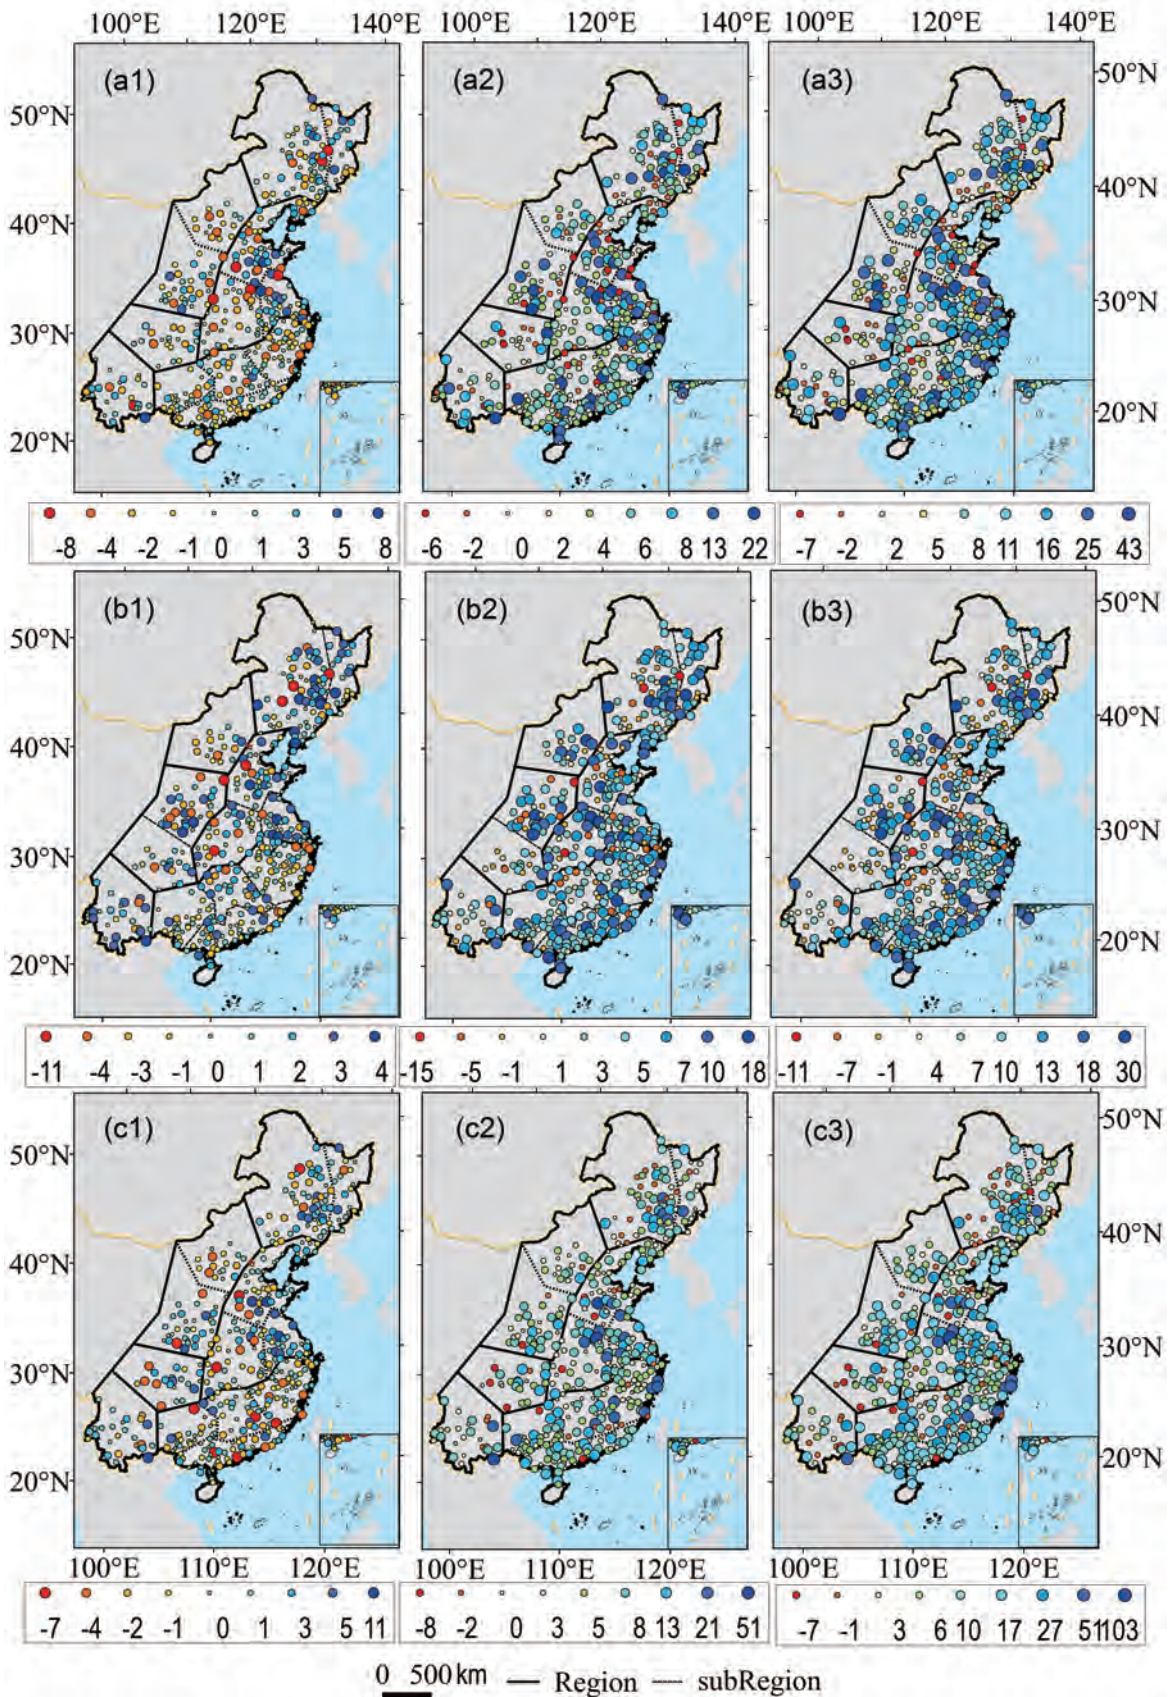 100°E 120°E 140°E 100°E 120°E 140°E 100°E 120°E 140°E
(a1) (a2) (a3)
50°N
50°N
40°N
40°N
30°N
30°N
20°N
20°N
-8 -4 -2 -1 0 1 3 5 8
-6 -2 0 2 4 6 8 13 22
-7 -2 2 5 8 11 16 25 43
(b1) (b2) (b3)
50°N
50°N
40°N
40°N
30°N
30°N
20°N
20°N
-11 -4 -3 -1 0 1 2 3 4
-15 -5 -1 1 3 5 7 10 18
-11 -7 -1 4 7 10 13 18 30
(c1) (c2) (c3)
50°N
50°N
40°N
40°N
30°N
30°N
20°N
20°N
100°E 110°E 120°E 100°E 110°E 120°E 100°E 110°E 120°E
-7 -4 -2 -1 0 1 3 5 11
-8 -2 0 3 5 8 13 21 51
-7 -1 3 6 10 17 27 51 103
0 500km Region subRegion